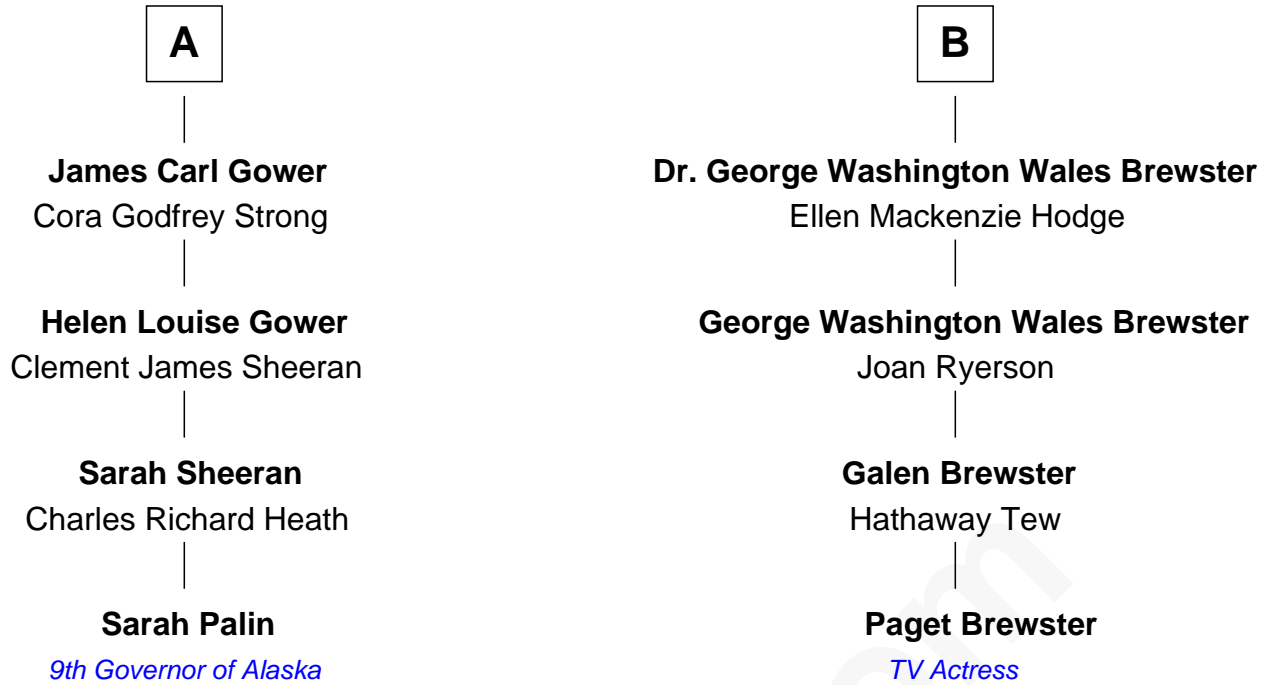 A
B
James Carl Gower
Dr. George Washington Wales Brewster
Cora Godfrey Strong
Ellen Mackenzie Hodge
Helen Louise Gower
George Washington Wales Brewster
Clement James Sheeran
Joan Ryerson
Sarah Sheeran
Galen Brewster
Charles Richard Heath
Hathaway Tew
Sarah Palin
Paget Brewster
9th Governor of Alaska
TV Actress
om